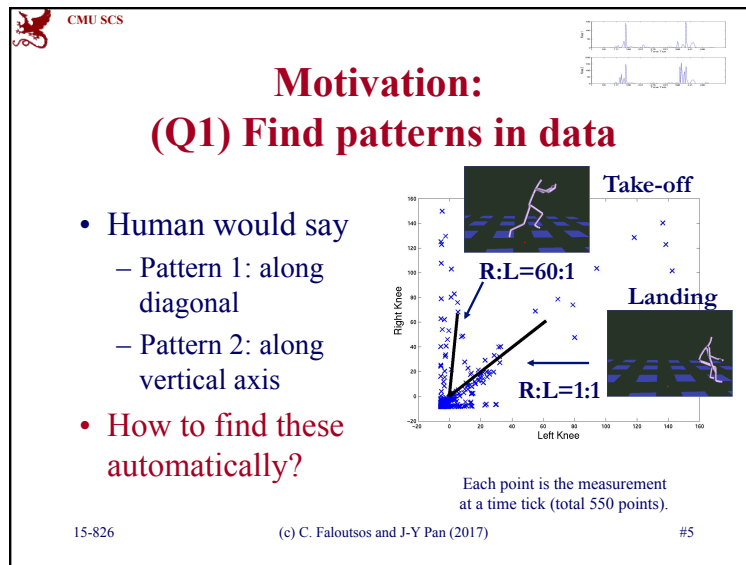 CMU SCS
Motivation:
(Q1) Find patterns in data
• Human would say
– Pattern 1: along
diagonal
– Pattern 2: along
vertical axis
• How to find these
automatically?
Take-off
R:L=60:1
Landing
R:L=1:1
160
140
120
100
80
60
40
20
0
−20
Right Knee
−20 0 20 40 60 80 100 120 140 160
Left Knee
Each point is the measurement
at a time tick (total 550 points).
15-826 (c) C. Faloutsos and J-Y Pan (2017) #5